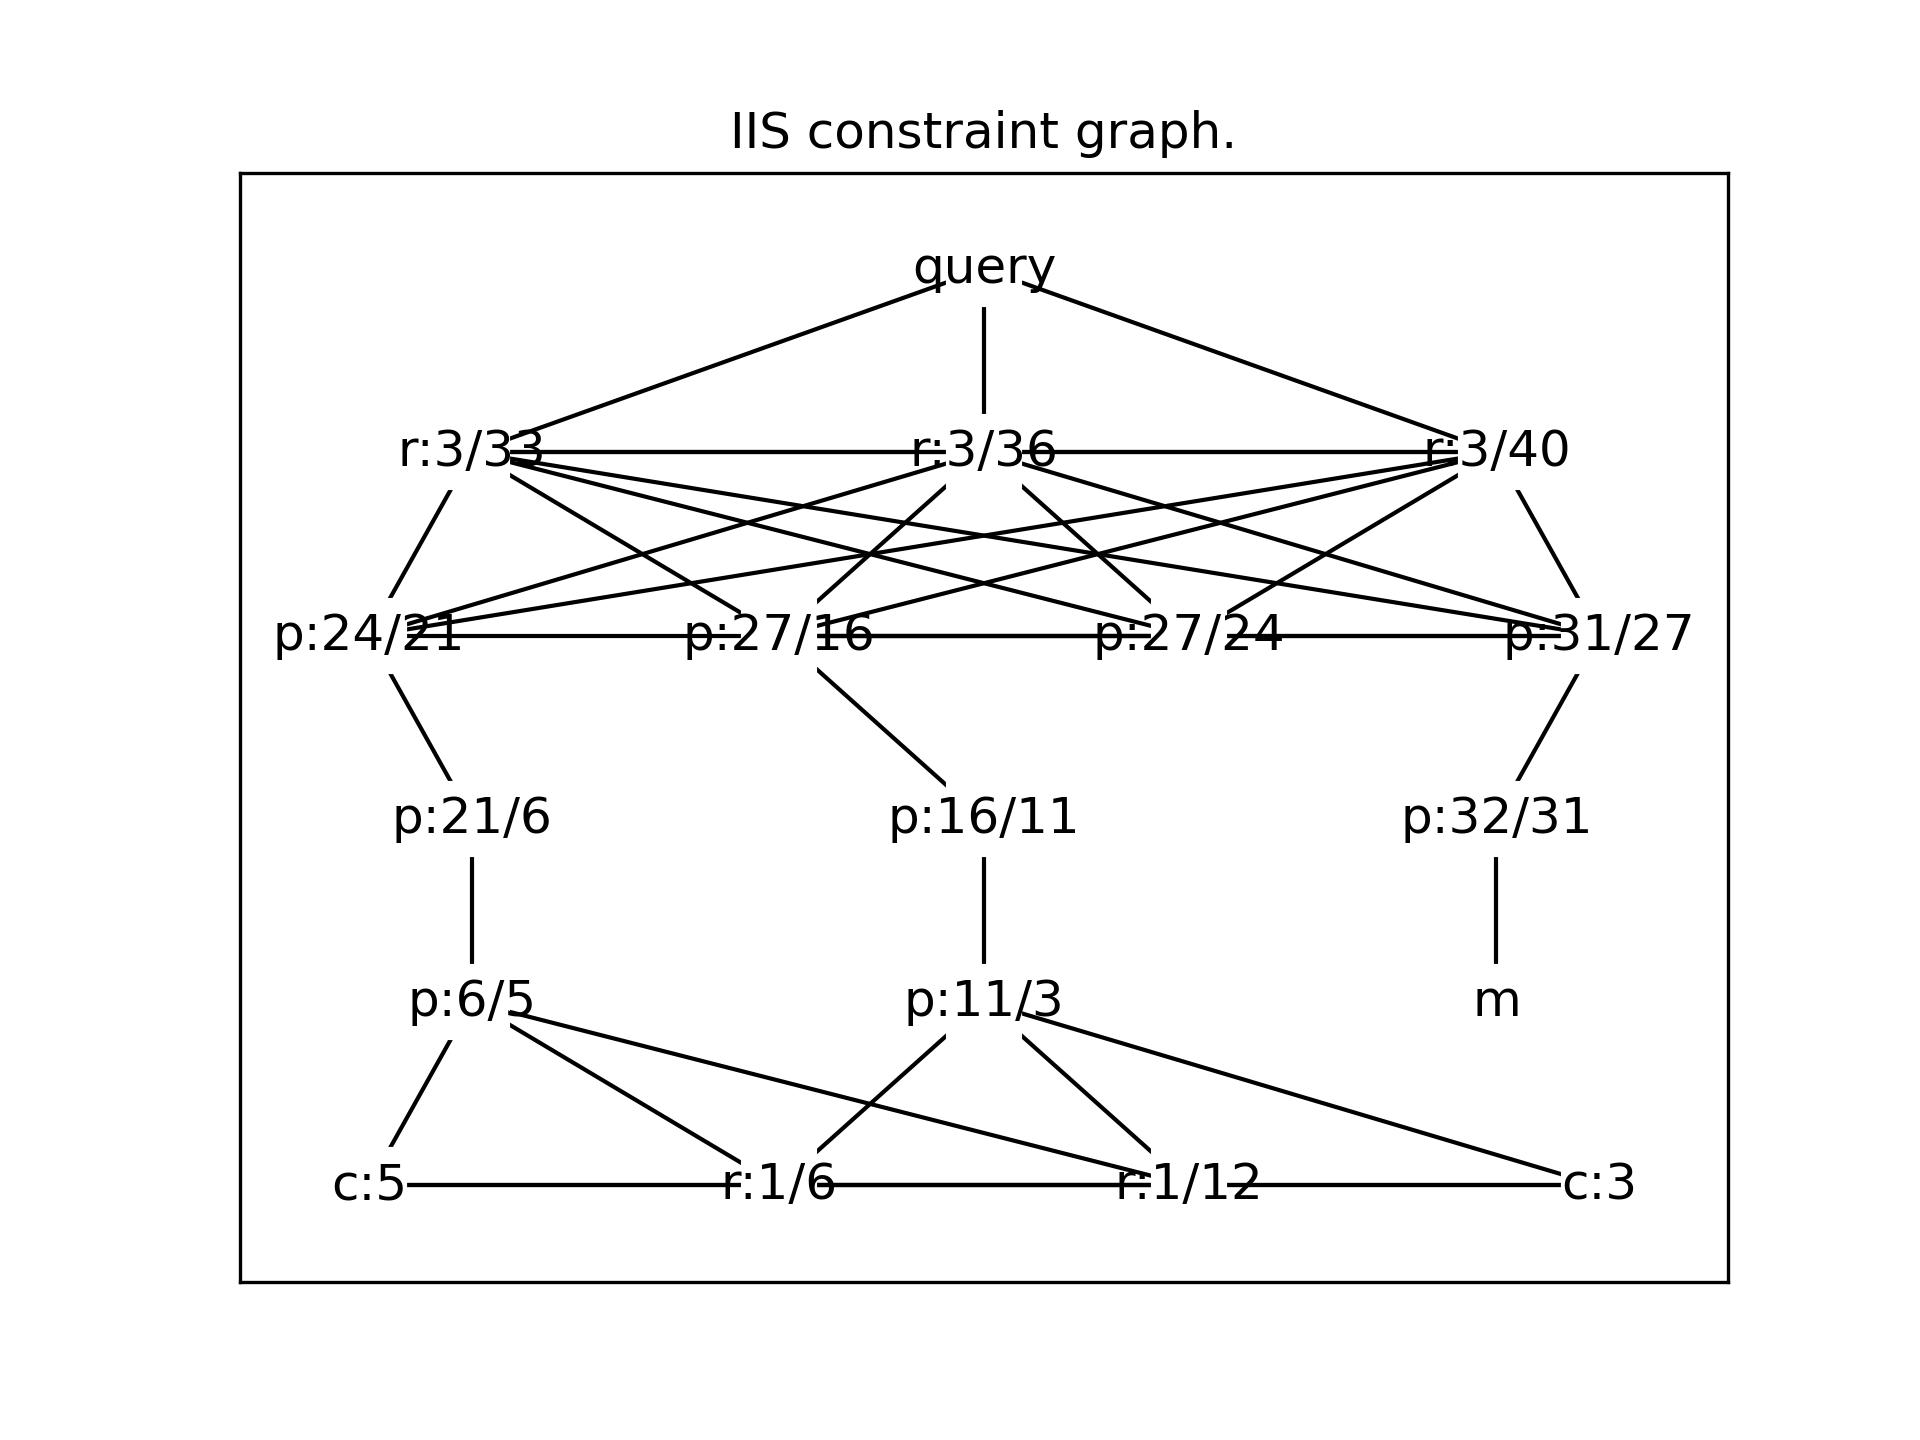 IIS constraint graph.
query
r:3/33 r:3/36 r:3/40
p:24/21 p:27/16 p:27/24 p:31/27
p:21/6 p:16/11 p:32/31
p:6/5 p:11/3 m
c:5 r:1/6 r:1/12 c:3